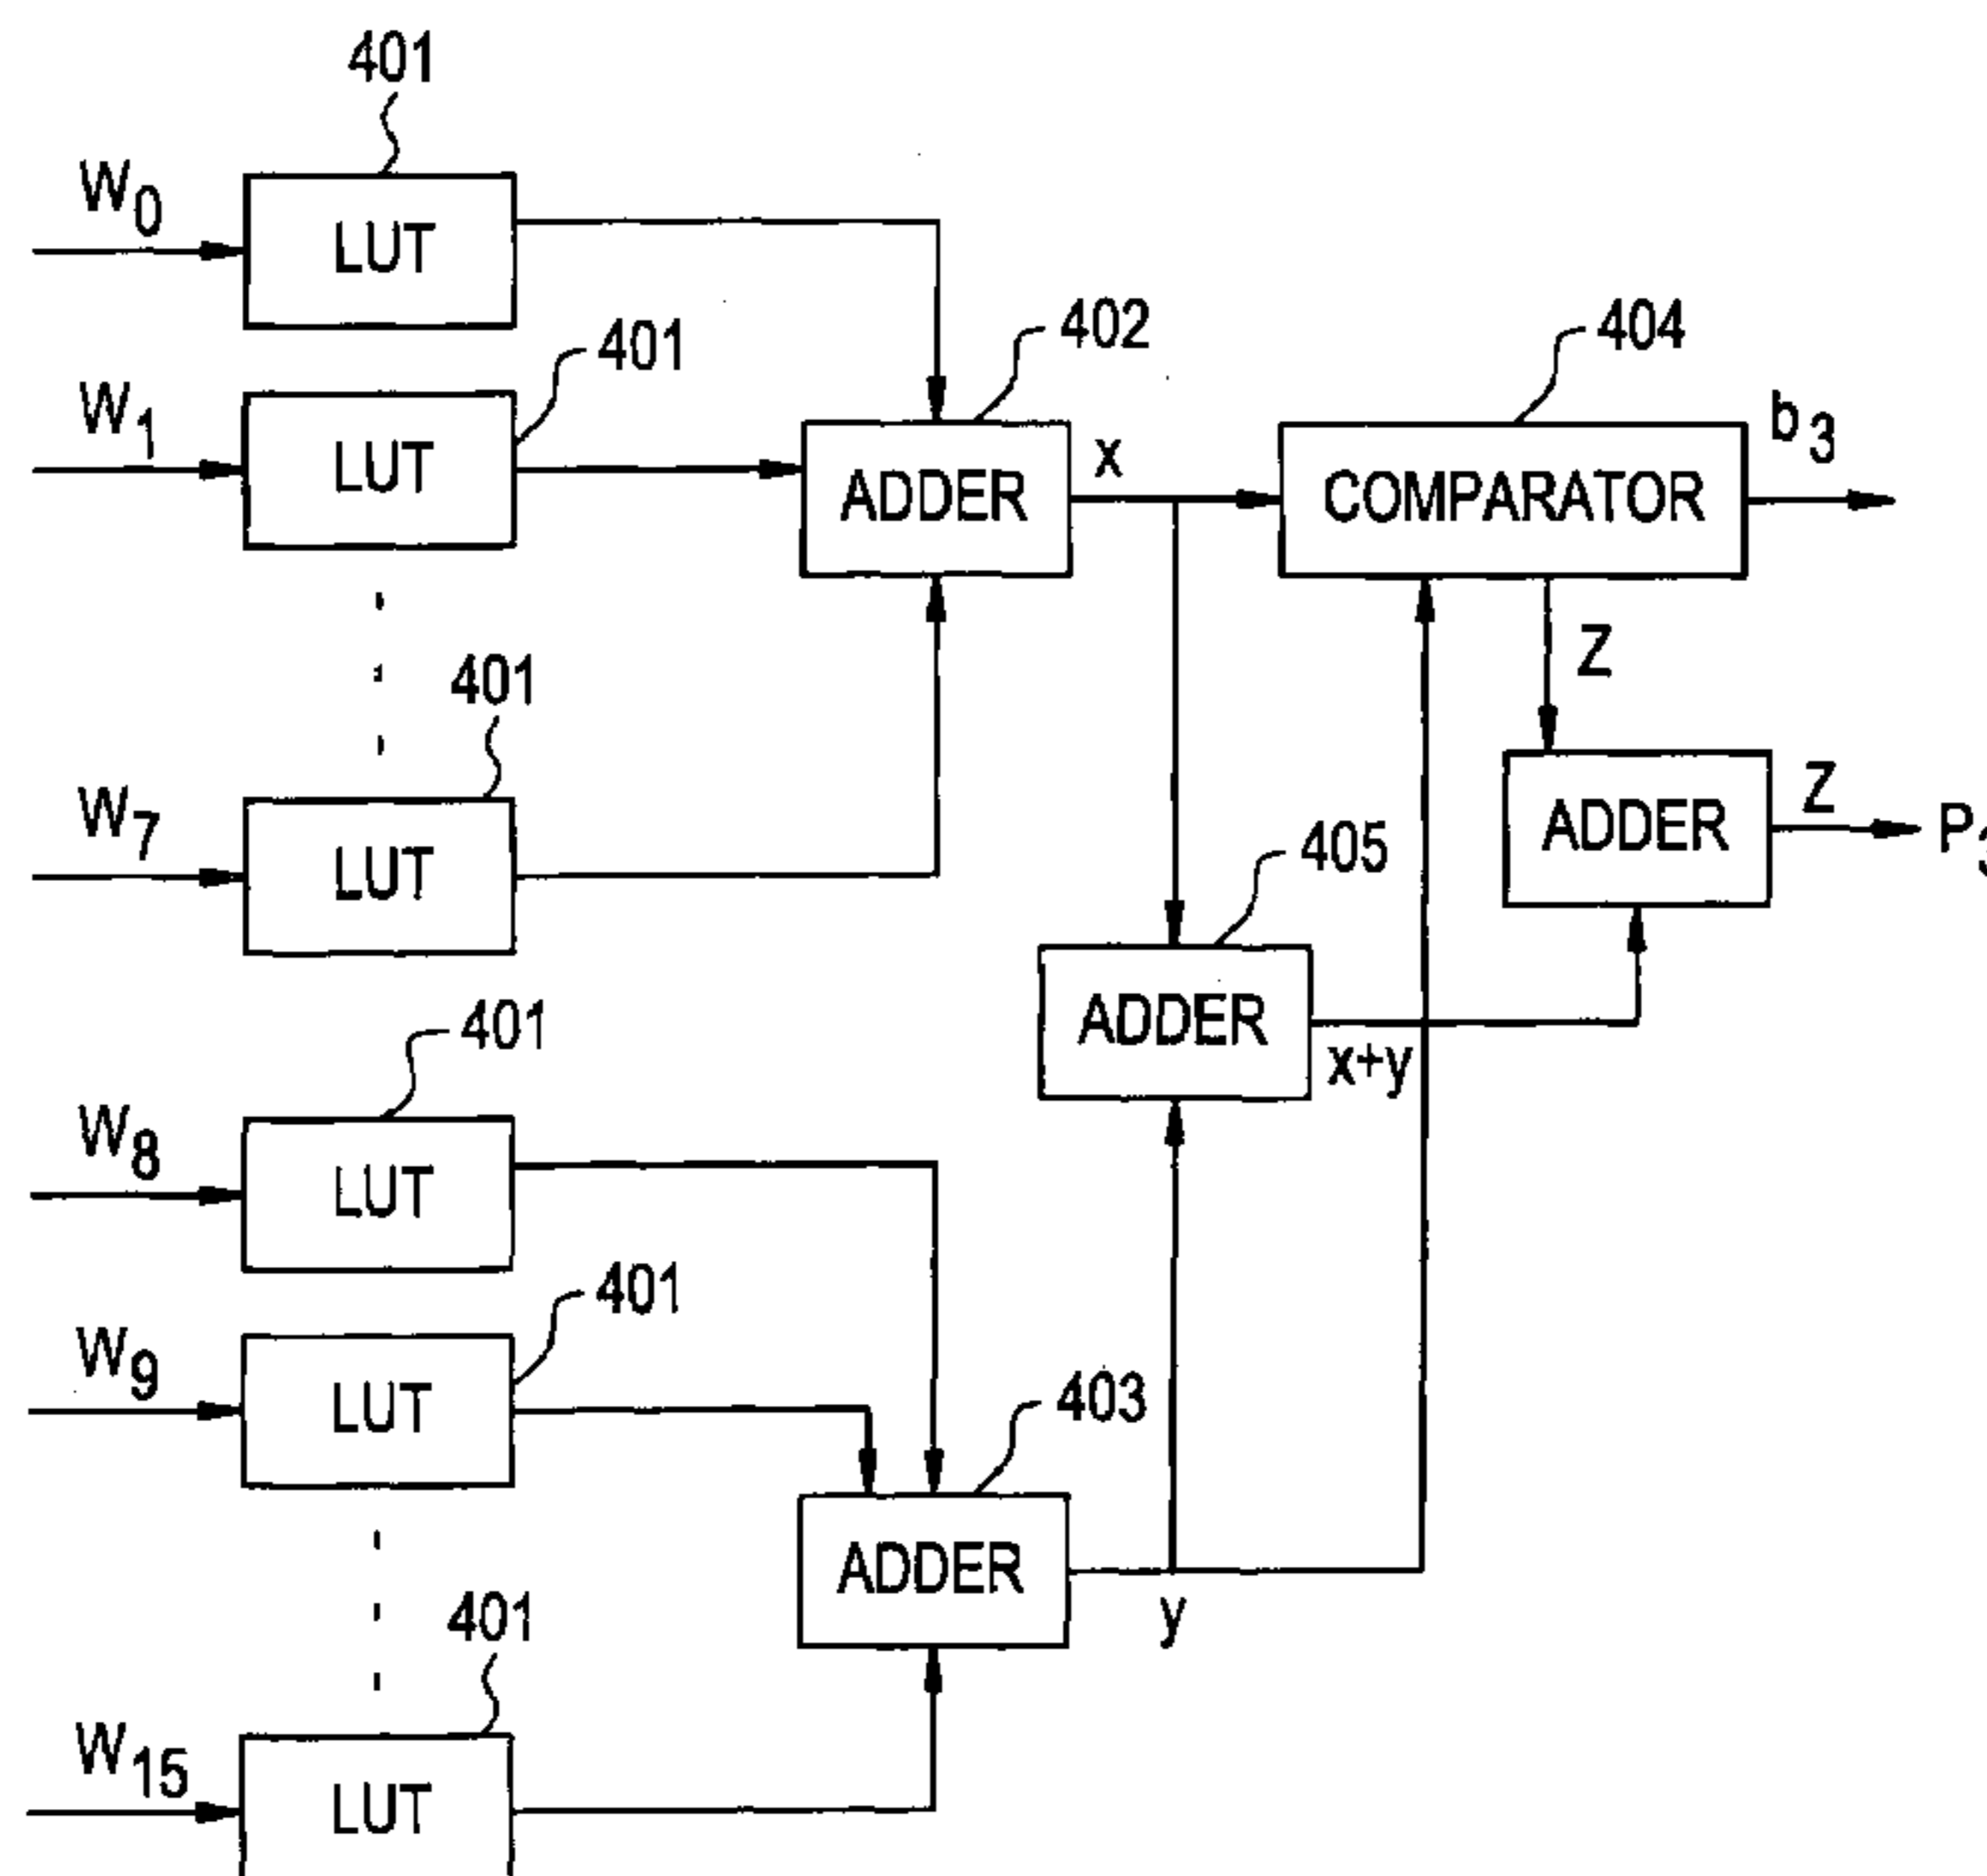 401
W0
LUT
401
W1
LUT
402
ADDER
x
404
COMPARATOR
b3
Z
401
W7
LUT
ADDER
Z
P
405
ADDER
x+y
401
W8
LUT
401
W9
LUT
403
ADDER
y
401
W15
LUT